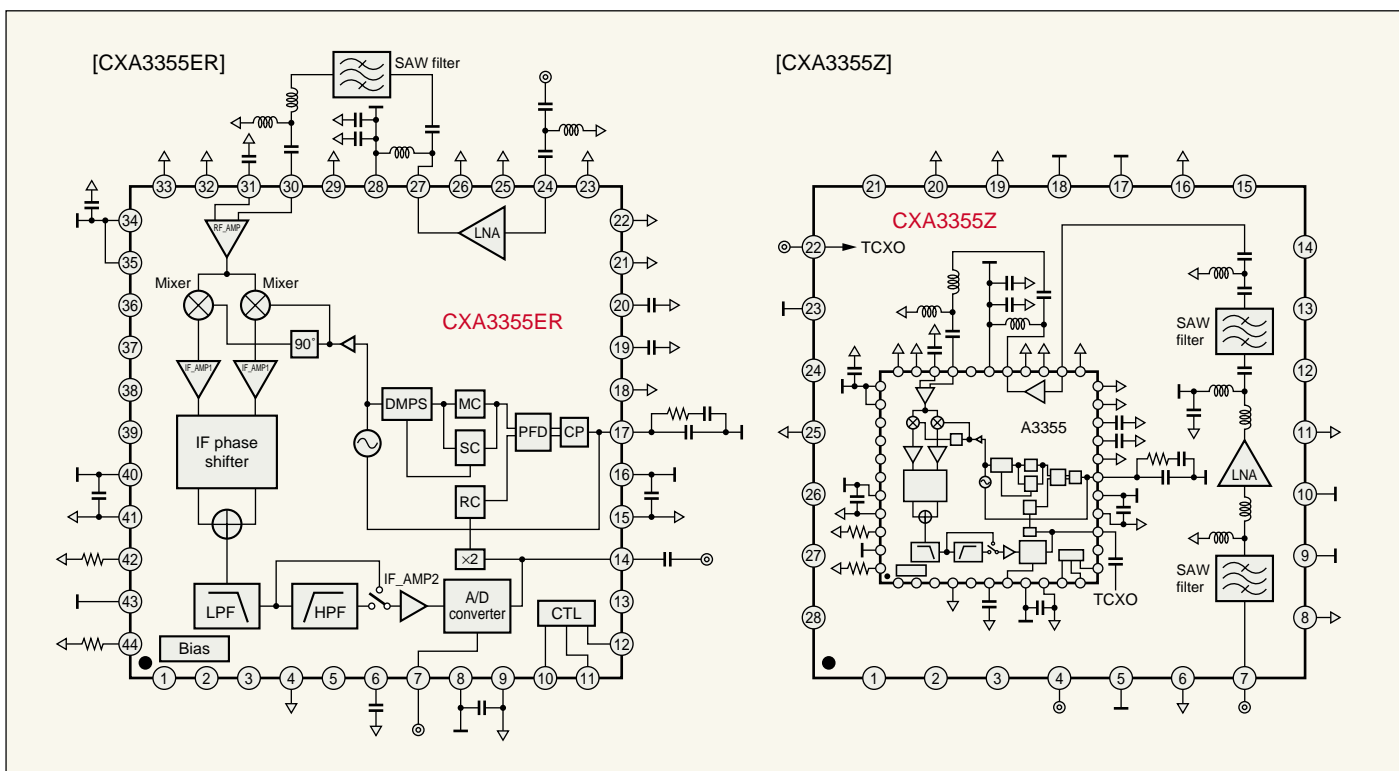 [CXA3355ER]
SAW filter
33
32
31
30
29
28
27
26
25
24
23
34
35
36
37
38
39
40
41
42
43
44
22
21
20
19
18
17
16
15
14
13
12
1
2
3
4
5
6
7
8
9
10
11
RF_AMP
LNA
Mixer
Mixer
CXA3355ER
90°
IF_AMP1
IF_AMP1
DMPS
MC
SC
PFD
CP
IF phase
shifter
RC
×2
LPF
HPF
IF_AMP2
A/D
converter
CTL
Bias
[CXA3355Z]
21
20
19
18
17
16
15
CXA3355Z
22
TCXO
23
24
25
26
27
28
14
13
12
11
10
9
8
1
2
3
4
5
6
7
SAW
filter
A3355
LNA
SAW
filter
TCXO